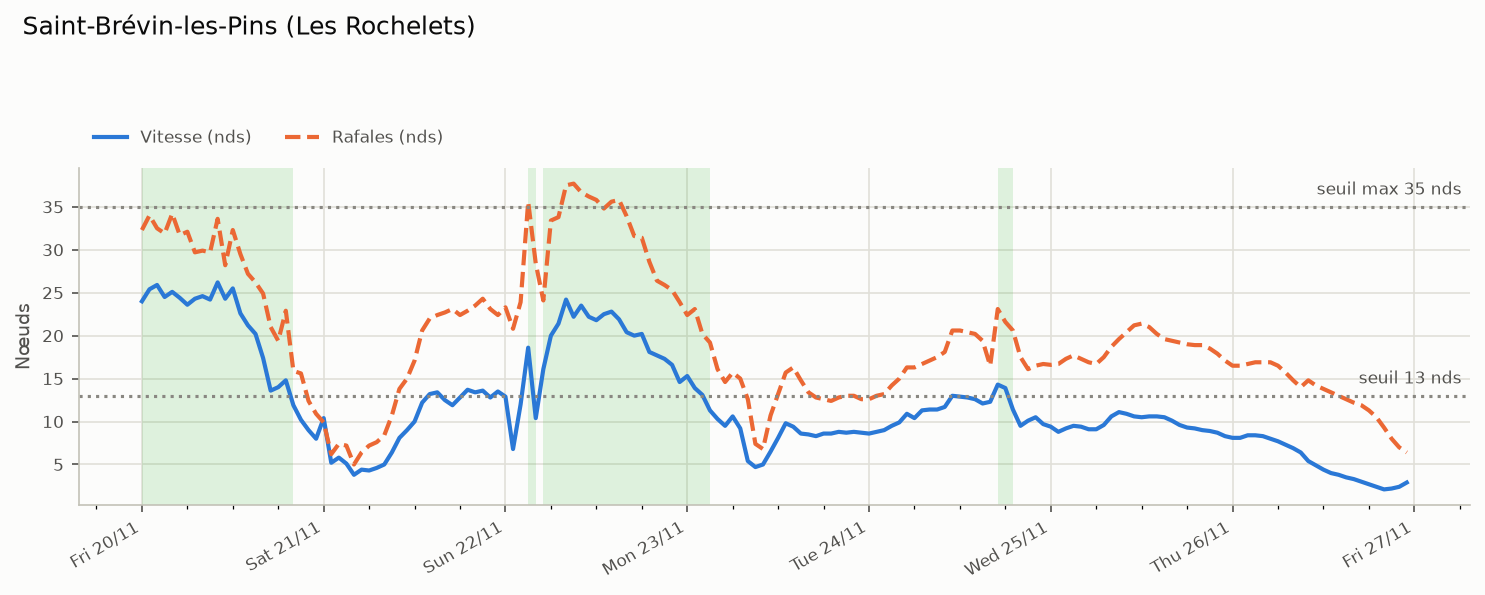 Saint-Brévin-les-Pins (Les Rochelets)
Vitesse (nds) Rafales (nds)
seuil max 35 nds
seuil 13 nds
Nœuds
35
30
25
20
15
10
5
Fri 20/11 Sat 21/11 Sun 22/11 Mon 23/11 Tue 24/11 Wed 25/11 Thu 26/11 Fri 27/11